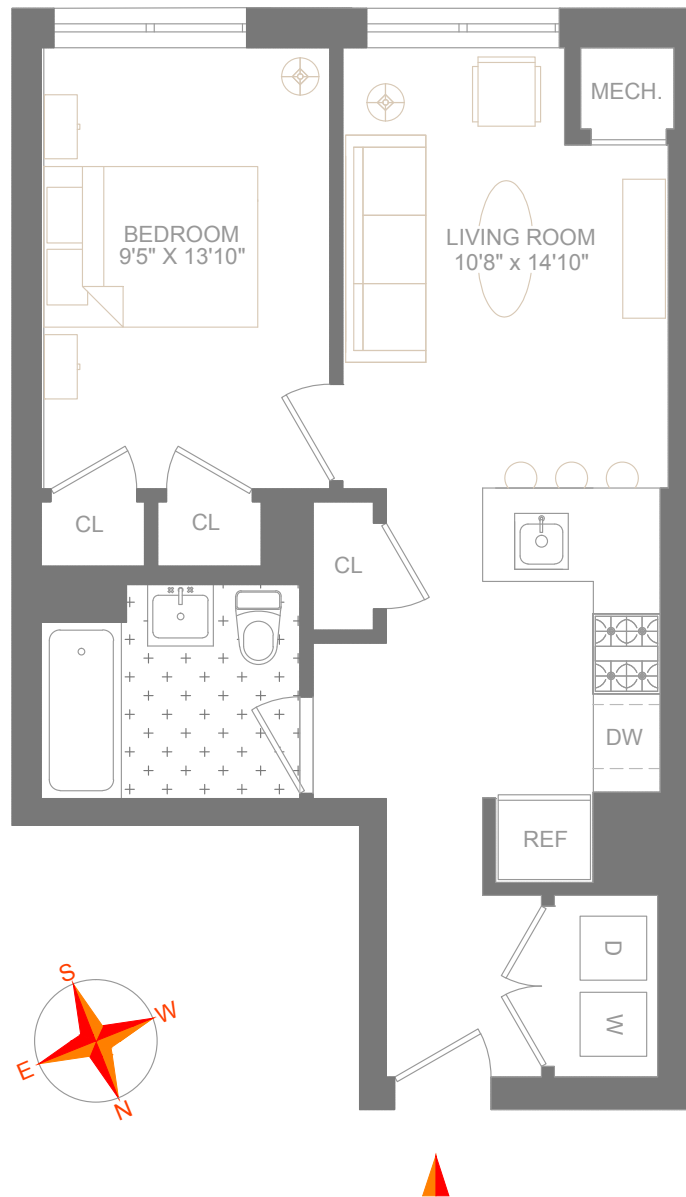 MECH.
BEDROOM
9'5" X 13'10"
LIVING ROOM
10'8" x 14'10"
CL
CL
CL
DW
REF
D
W
S
W
E
N